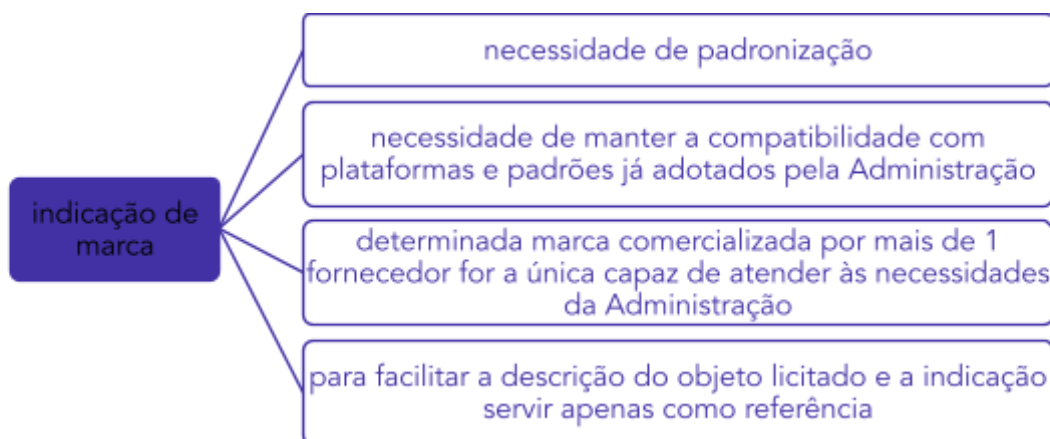 indicação de
marca
necessidade de padronização
necessidade de manter a compatibilidade com
plataformas e padrões já adotados pela Administração
determinada marca comercializada por mais de 1
fornecedor for a única capaz de atender às necessidades
da Administração
para facilitar a descrição do objeto licitado e a indicação
servir apenas como referência